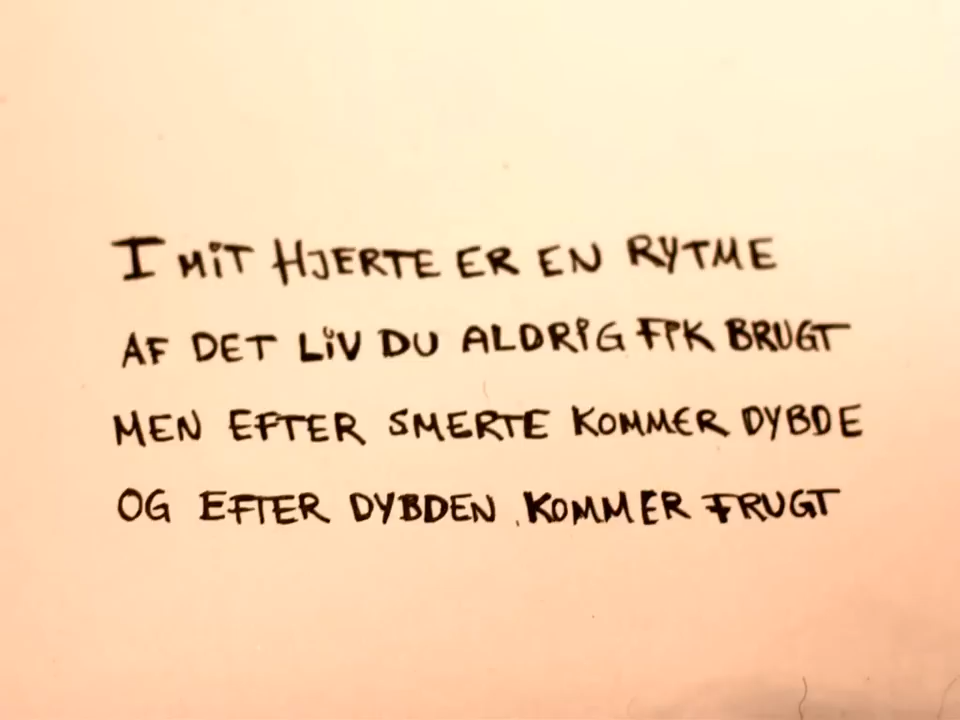 I MIT HJERTE ER EN RYTME
AF DET LIV DU ALDRIG FIK BRUGT
MEN EFTER SMERTE KOMMER DYBDE
OG EFTER DYBDEN KOMMER FRUGT